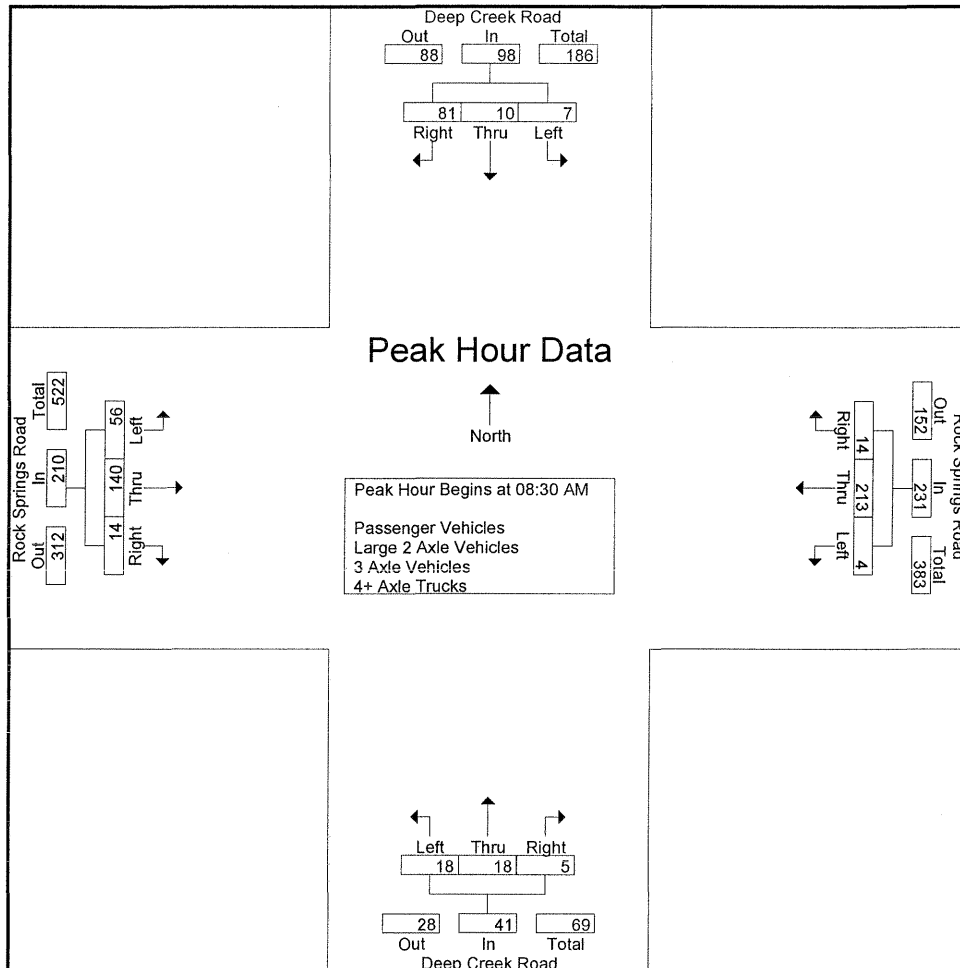 Deep Creek Road
Out In Total
88 98 186
81 10 7
Right Thru Left
Peak Hour Data
North
Peak Hour Begins at 08:30 AM
Passenger Vehicles
Large 2 Axle Vehicles
3 Axle Vehicles
4+ Axle Trucks
Rock Springs Road
Out In Total
312 210 522
Left Thru Right
56 140 14
Rock Springs Road
Out In Total
152 231 383
Right Thru Left
14 213 4
Left Thru Right
18 18 5
28 41 69
Out In Total
Deep Creek Road